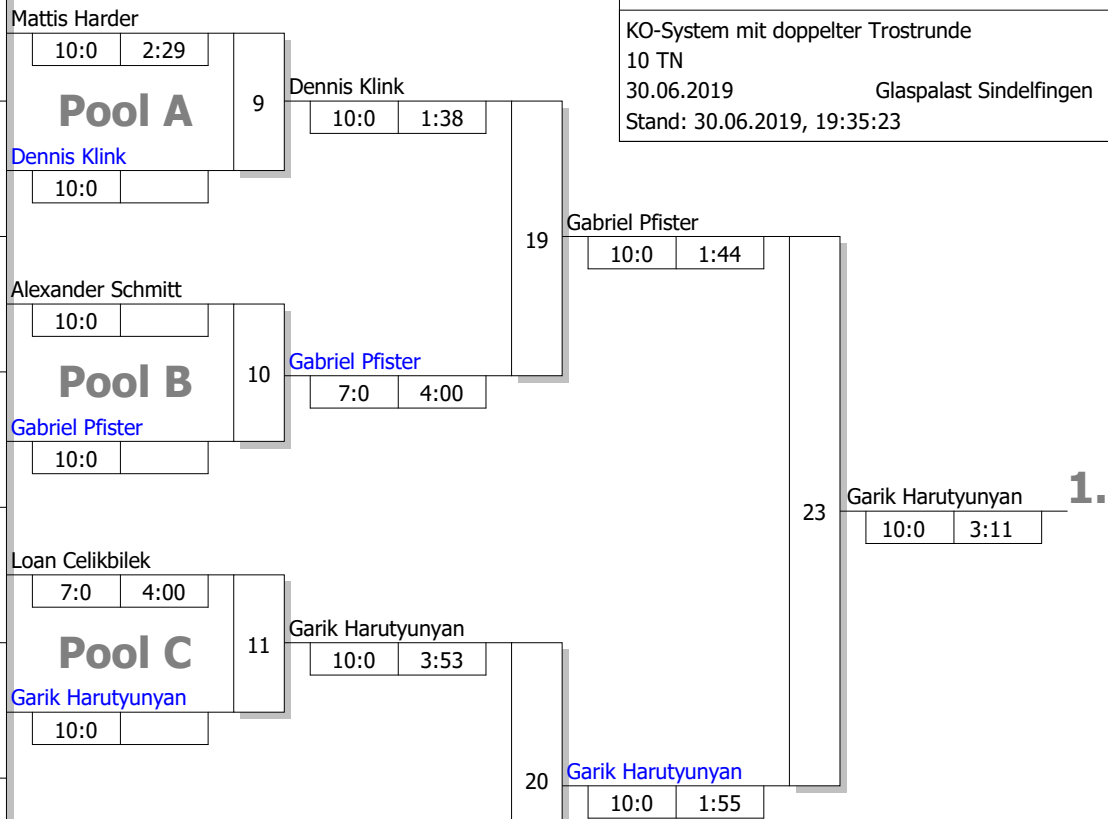 Mattis Harder
10:0 2:29
Pool A
9
Dennis Klink
10:0
Dennis Klink
10:0 1:38
Alexander Schmitt
10:0
Pool B
10
Gabriel Pfister
10:0
Gabriel Pfister
7:0 4:00
19
Gabriel Pfister
10:0 1:44
Loan Celikbilek
7:0 4:00
Pool C
11
Garik Harutyunyan
10:0
Garik Harutyunyan
10:0 3:53
20
Garik Harutyunyan
10:0 1:55
23
Garik Harutyunyan
10:0 3:11
1.
KO-System mit doppelter Trostrunde
10 TN
30.06.2019 Glaspalast Sindelfingen
Stand: 30.06.2019, 19:35:23